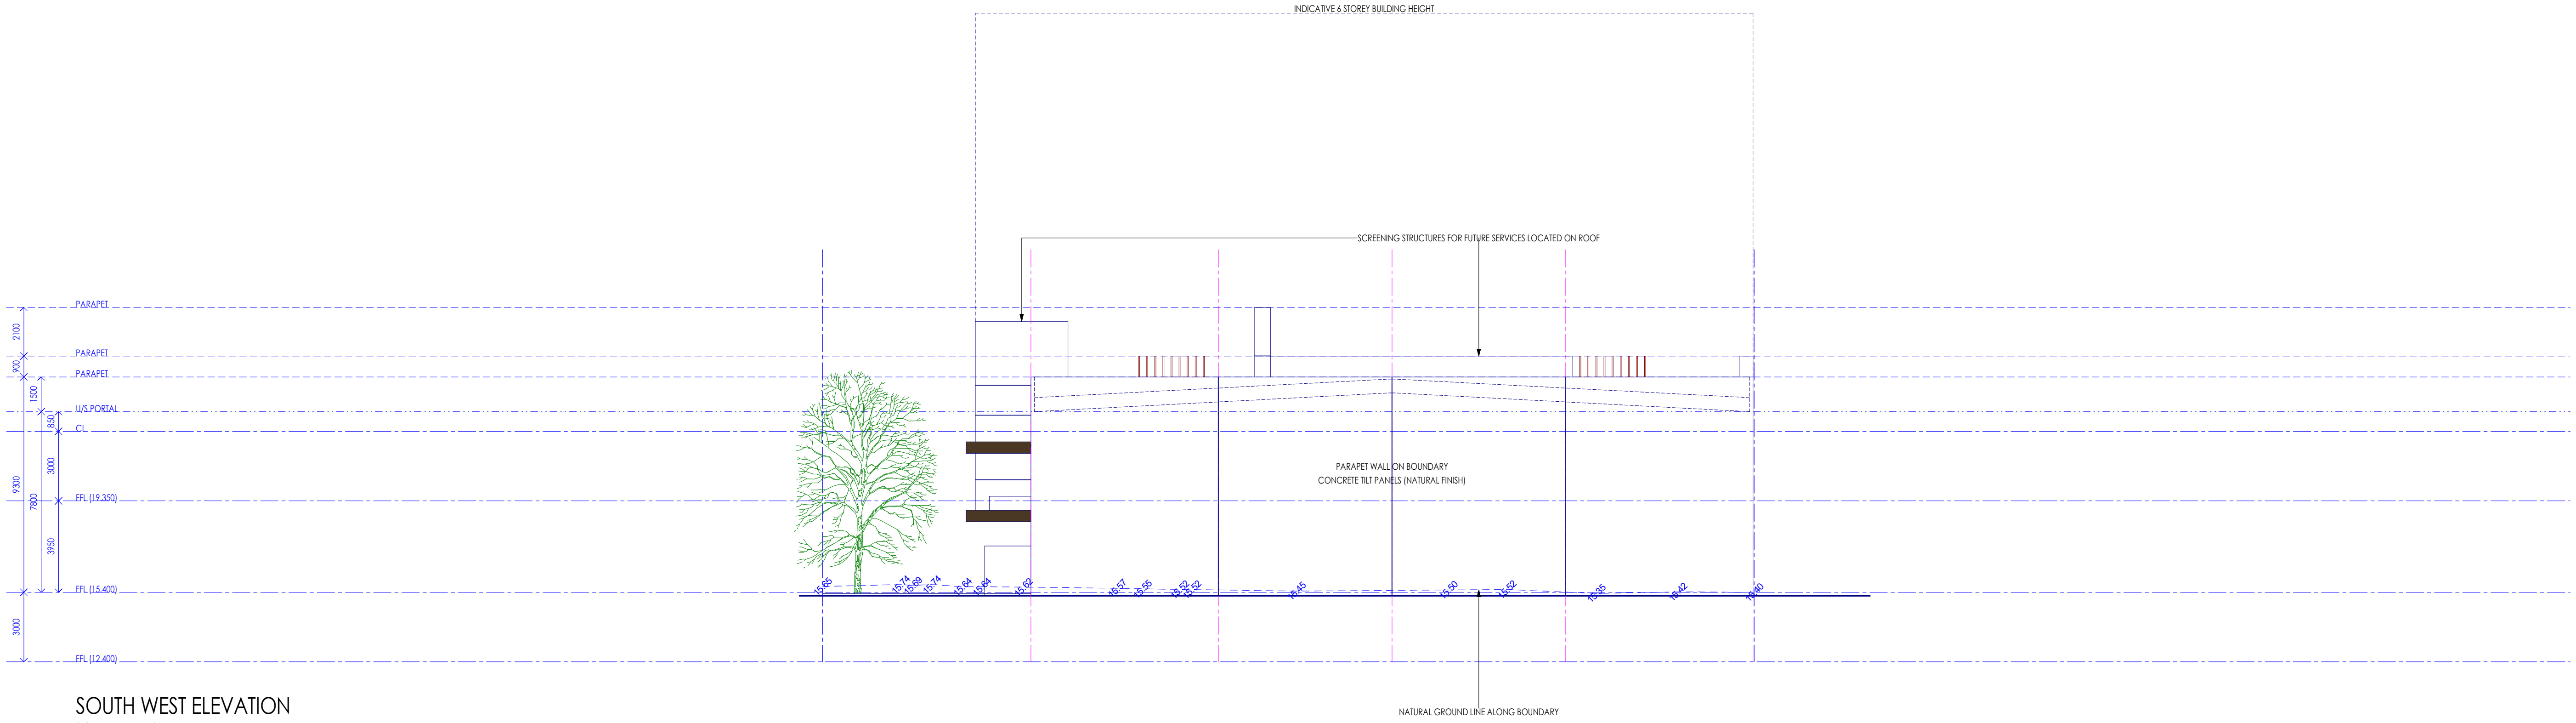 INDICATIVE 6 STOREY BUILDING HEIGHT
SCREENING STRUCTURES FOR FUTURE SERVICES LOCATED ON ROOF
PARAPET
2100
PARAPET
900
PARAPET
1500
U/S PORTAL
850
CL
3000
9300
7800
FFL (19.350)
3950
FFL (15.400)
3000
FFL (12.400)
PARAPET WALL ON BOUNDARY
CONCRETE TILT PANELS (NATURAL FINISH)
15.65
15.74
15.69
15.74
15.64
15.64
15.62
15.57
15.55
15.52
15.52
15.45
15.50
15.52
15.35
15.42
15.40
SOUTH WEST ELEVATION
NATURAL GROUND LINE ALONG BOUNDARY